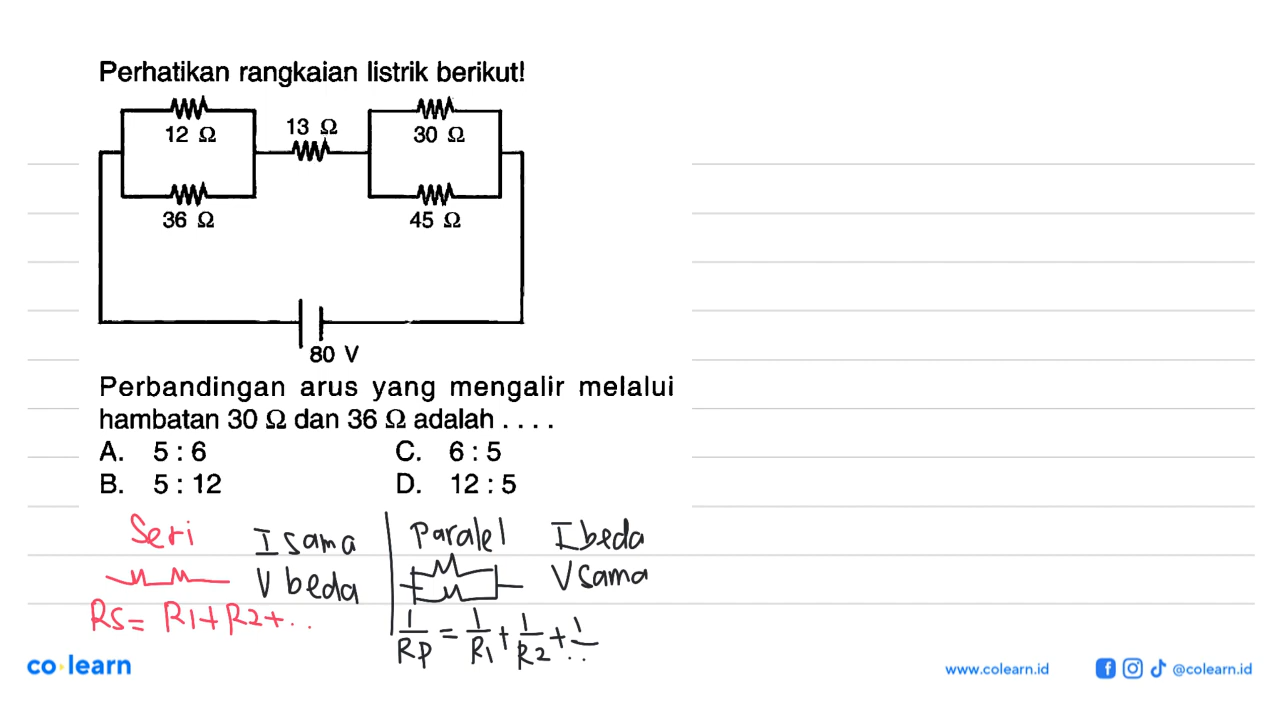 Perhatikan rangkaian listrik berikut!
12 Ω
13 Ω
30 Ω
36 Ω
45 Ω
80 V
Perbandingan arus yang mengalir melalui
hambatan 30 Ω dan 36 Ω adalah . . . .
A. 5 : 6 C. 6 : 5
B. 5 : 12 D. 12 : 5
Seri I sama Paralel I beda
V beda V sama
RS = R1 + R2 + ..
1/RP = 1/R1 + 1/R2 + 1/..
co learn
www.colearn.id @colearn.id